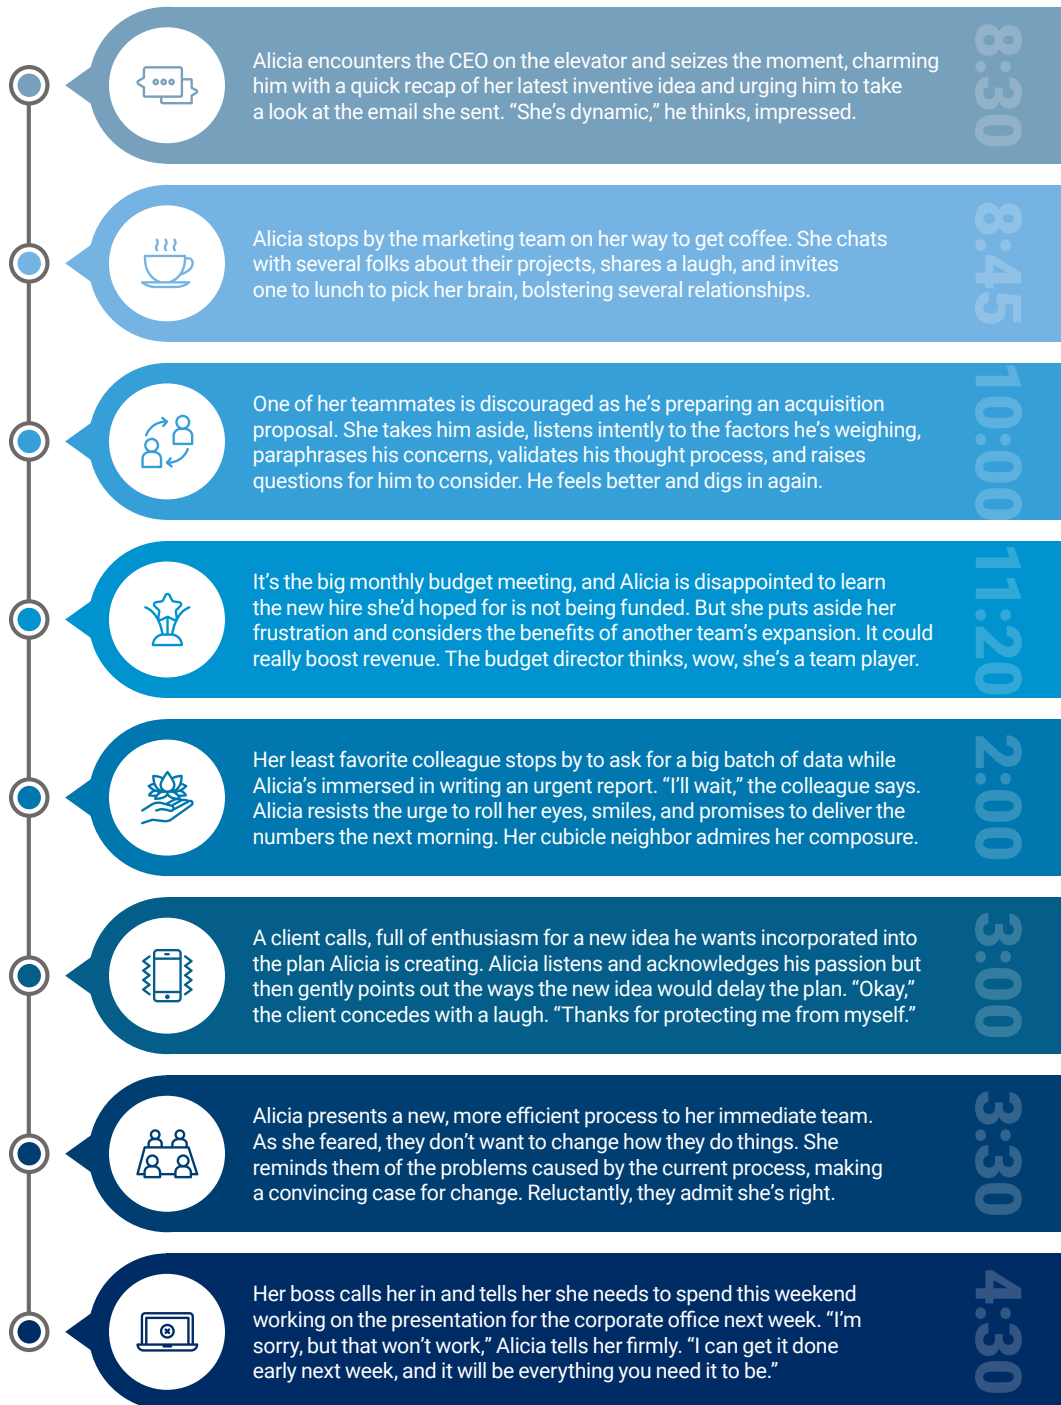 Alicia encounters the CEO on the elevator and seizes the moment, charming
him with a quick recap of her latest inventive idea and urging him to take
a look at the email she sent. “She’s dynamic,” he thinks, impressed.
8:30
Alicia stops by the marketing team on her way to get coffee. She chats
with several folks about their projects, shares a laugh, and invites
one to lunch to pick her brain, bolstering several relationships.
8:45
One of her teammates is discouraged as he’s preparing an acquisition
proposal. She takes him aside, listens intently to the factors he’s weighing,
paraphrases his concerns, validates his thought process, and raises
questions for him to consider. He feels better and digs in again.
10:00
It’s the big monthly budget meeting, and Alicia is disappointed to learn
the new hire she’d hoped for is not being funded. But she puts aside her
frustration and considers the benefits of another team’s expansion. It could
really boost revenue. The budget director thinks, wow, she’s a team player.
11:20
Her least favorite colleague stops by to ask for a big batch of data while
Alicia’s immersed in writing an urgent report. “I’ll wait,” the colleague says.
Alicia resists the urge to roll her eyes, smiles, and promises to deliver the
numbers the next morning. Her cubicle neighbor admires her composure.
2:00
A client calls, full of enthusiasm for a new idea he wants incorporated into
the plan Alicia is creating. Alicia listens and acknowledges his passion but
then gently points out the ways the new idea would delay the plan. “Okay,”
the client concedes with a laugh. “Thanks for protecting me from myself.”
3:00
Alicia presents a new, more efficient process to her immediate team.
As she feared, they don’t want to change how they do things. She
reminds them of the problems caused by the current process, making
a convincing case for change. Reluctantly, they admit she’s right.
3:30
Her boss calls her in and tells her she needs to spend this weekend
working on the presentation for the corporate office next week. “I’m
sorry, but that won’t work,” Alicia tells her firmly. “I can get it done
early next week, and it will be everything you need it to be.”
4:30